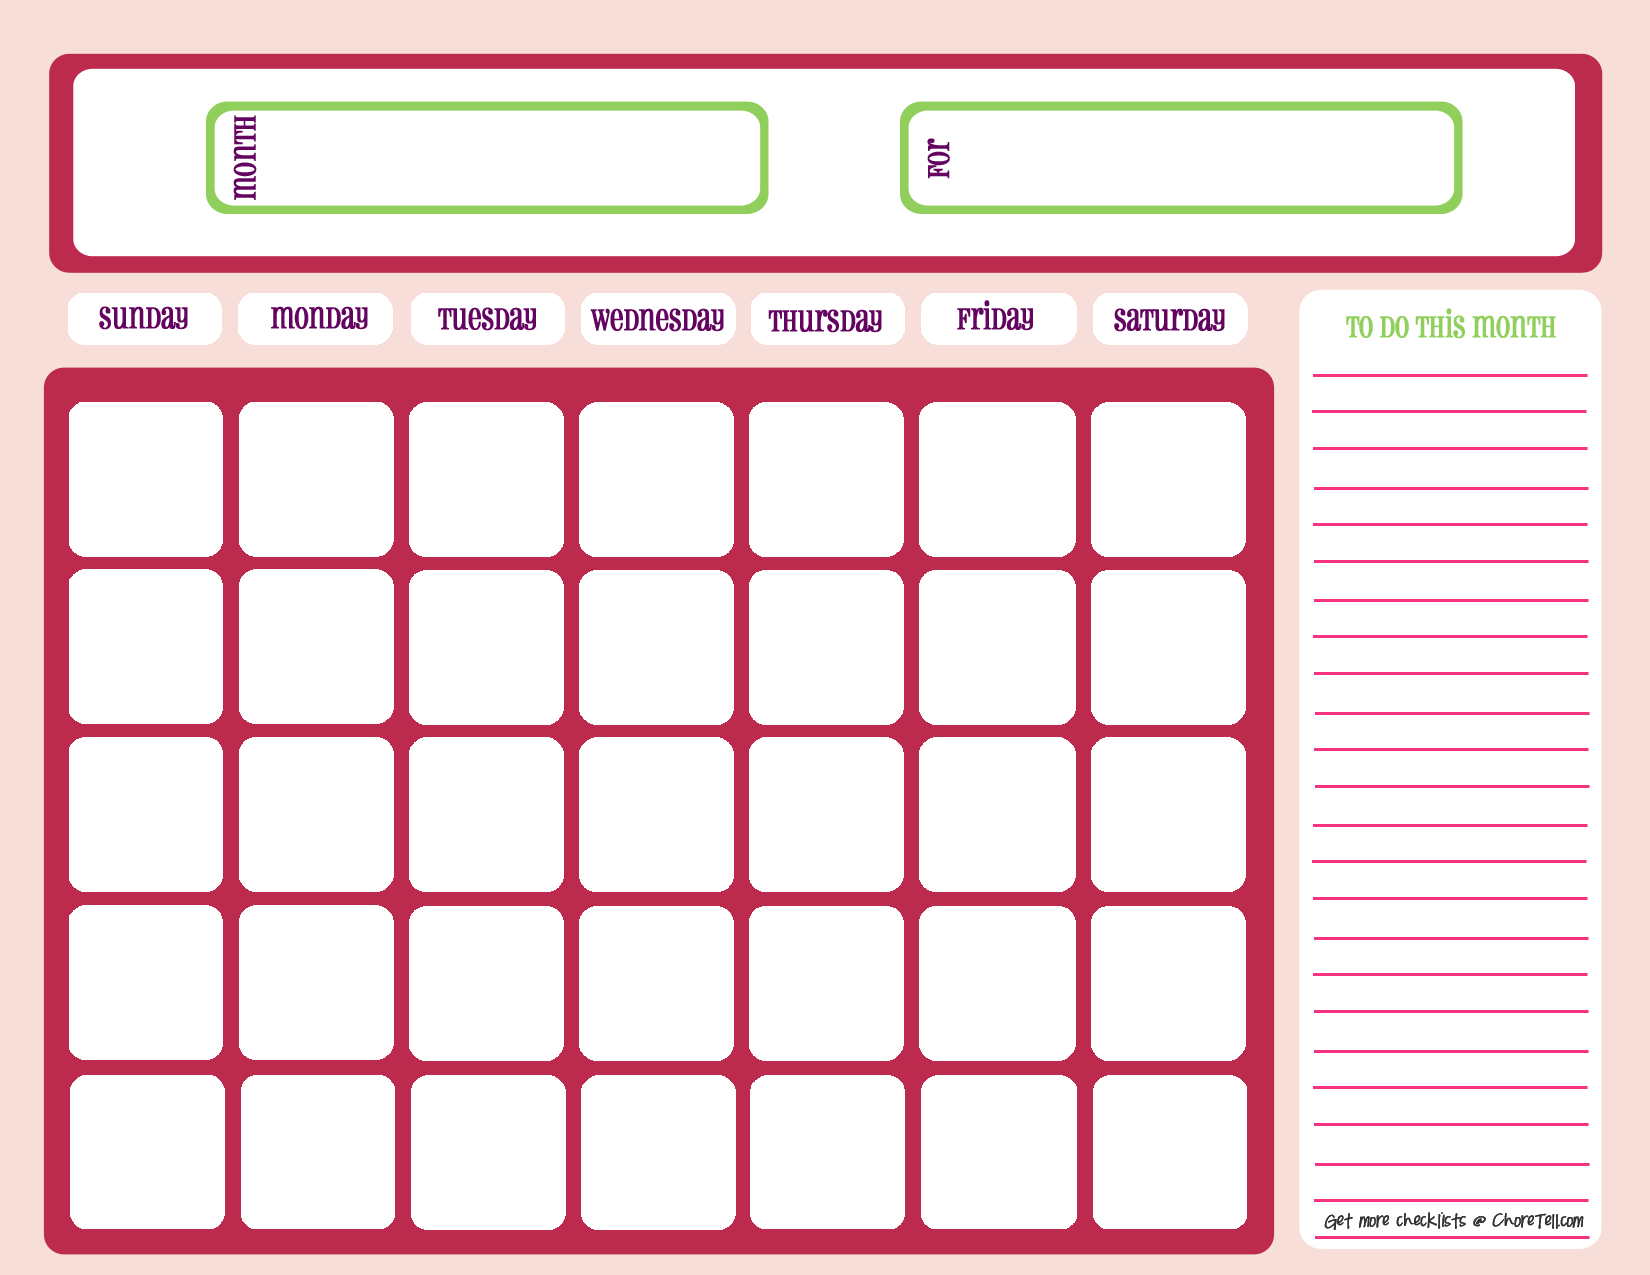 month
for
sunday
monday
Tuesday
wednesday
Thursday
Friday
saturday
To Do This month
Get more checklists @ ChoreTell.com